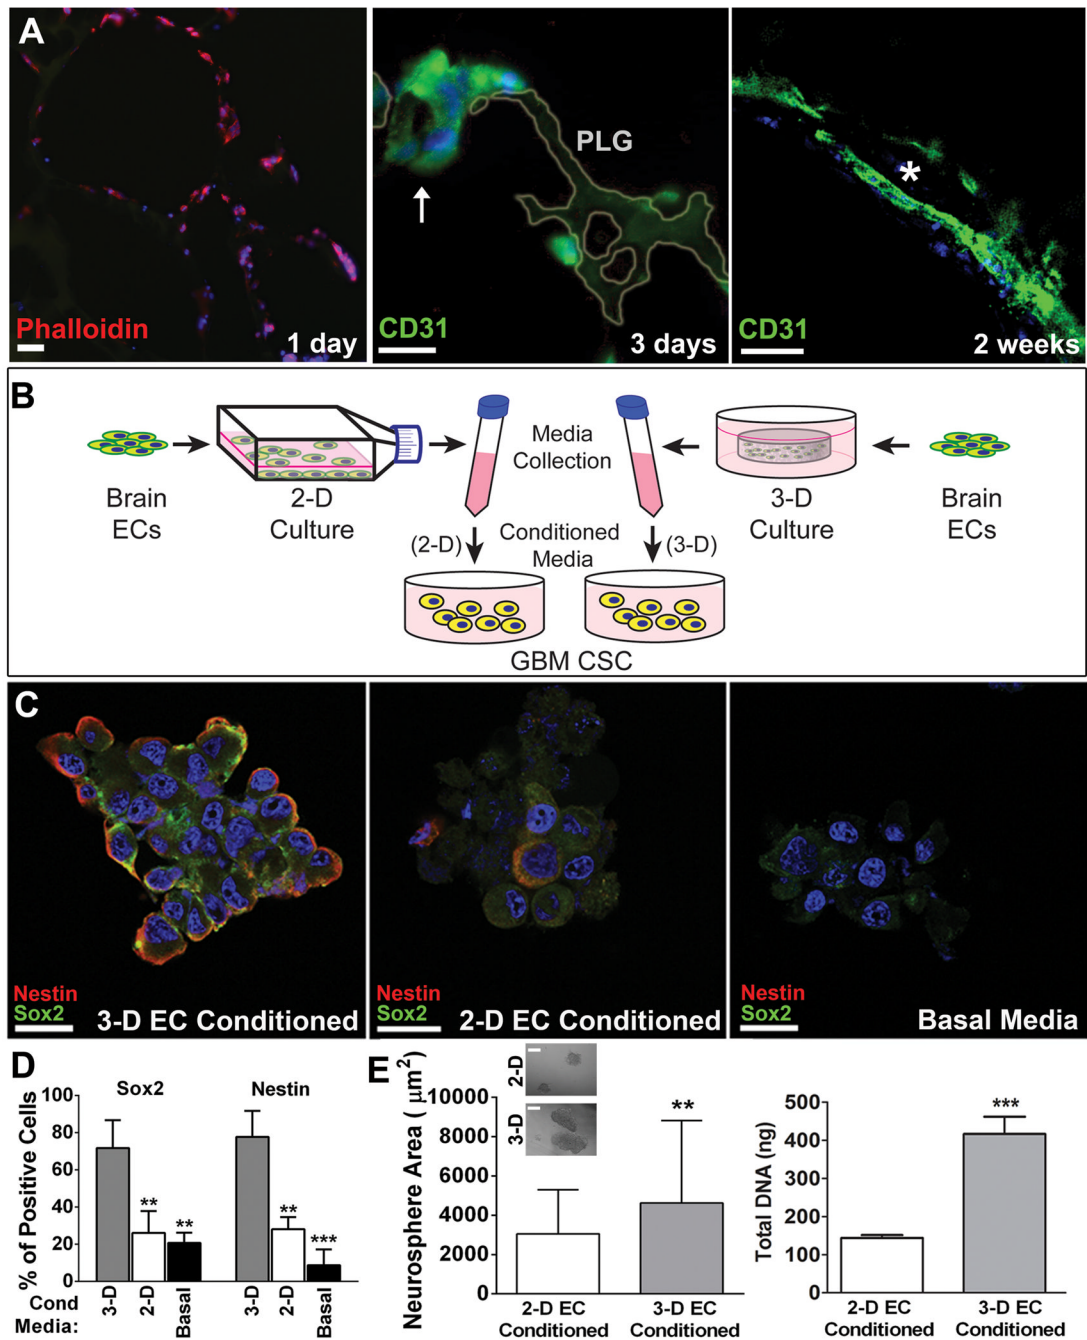 A
Phalloidin
1 day
PLG
CD31
3 days
*
CD31
2 weeks
B
Brain
ECs
2-D
Culture
Media
Collection
3-D
Culture
Brain
ECs
(2-D)
Conditioned
Media
(3-D)
GBM CSC
C
Nestin
Sox2
3-D EC Conditioned
Nestin
Sox2
2-D EC Conditioned
Nestin
Sox2
Basal Media
D
Sox2
Nestin
% of Positive Cells
100
80
60
40
20
0
**
**
**
***
Cond
Media:
3-D
2-D
Basal
3-D
2-D
Basal
E
2-D
3-D
Neurosphere Area ( µm²)
10000
8000
6000
4000
2000
0
**
2-D EC
Conditioned
3-D EC
Conditioned
Total DNA (ng)
500
400
300
200
100
0
***
2-D EC
Conditioned
3-D EC
Conditioned